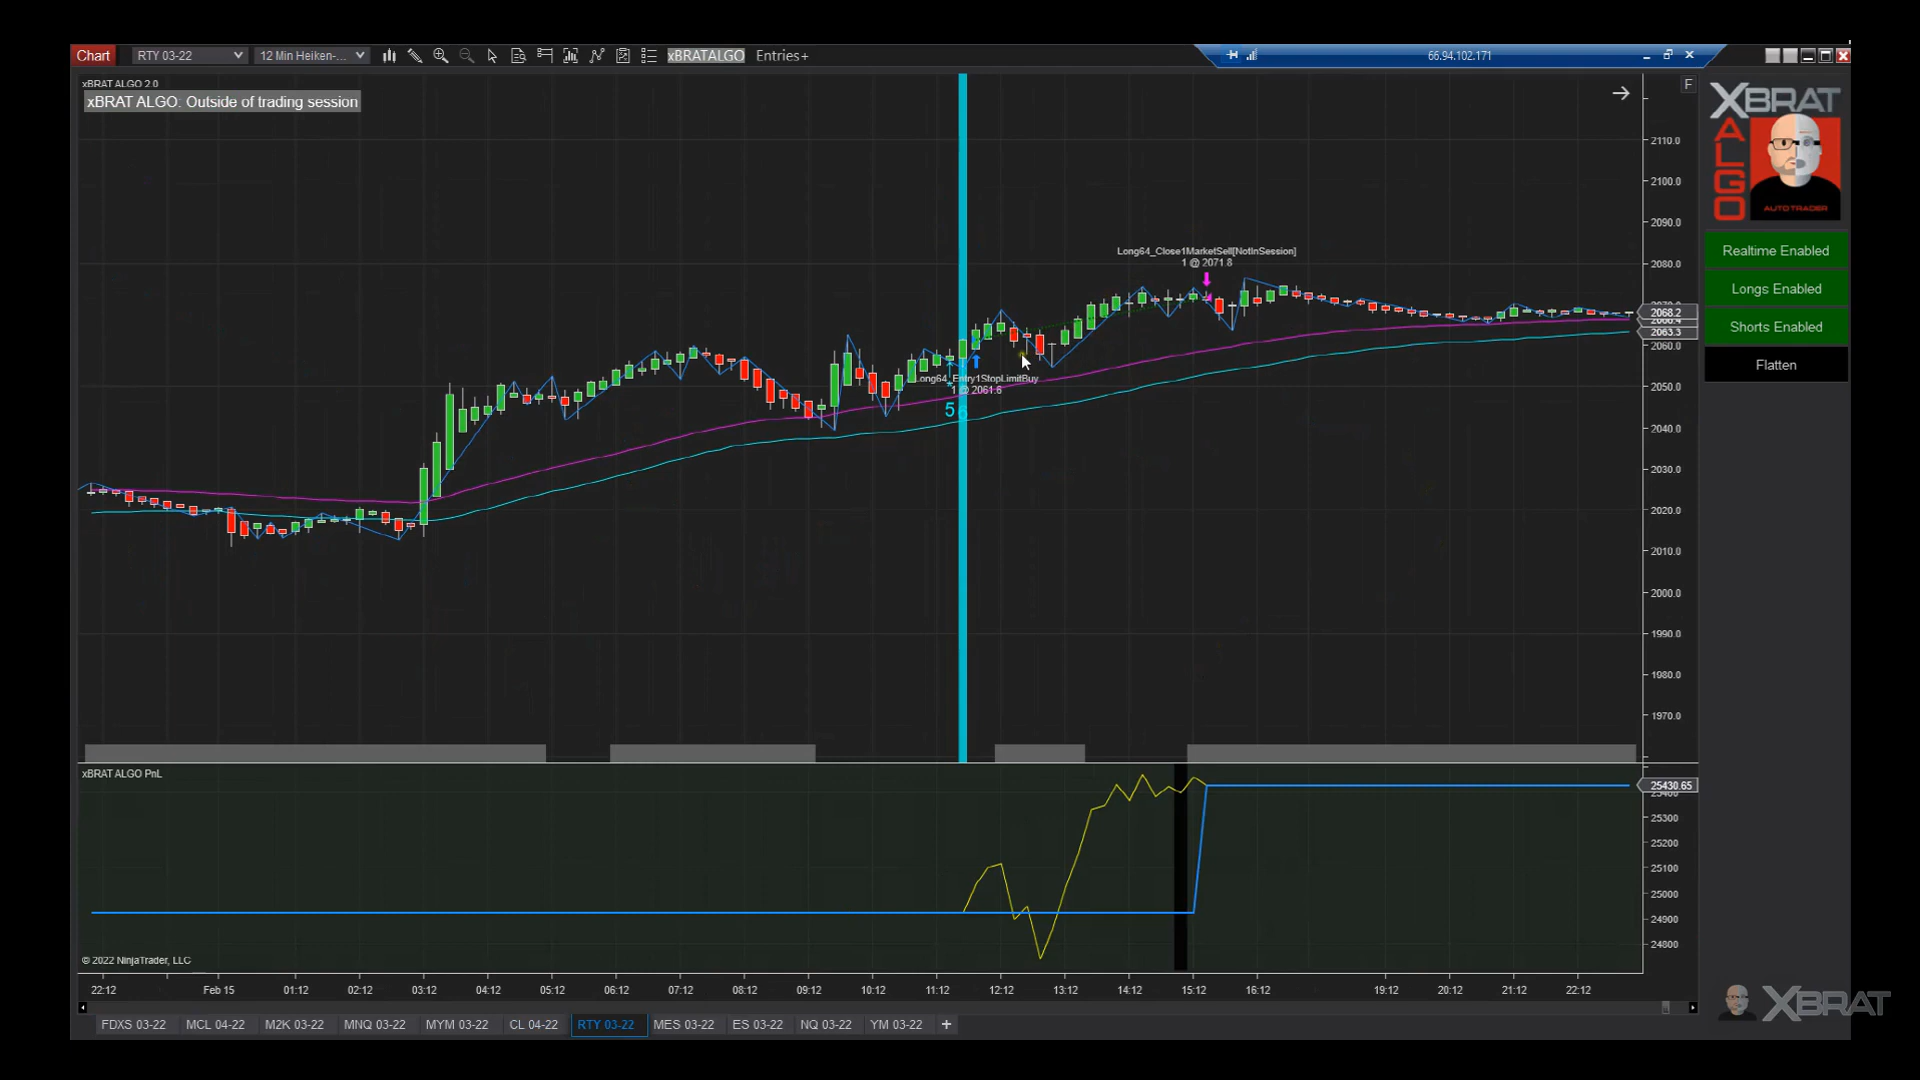 Chart
RTY 03-22
12 Min Heiken-...
xBRATALGO
Entries+
66.94.102.171
xBRAT ALGO 2.0
xBRAT ALGO: Outside of trading session
F
XBRAT
ALGO
AUTO TRADER
Realtime Enabled
Longs Enabled
Shorts Enabled
Flatten
Long64_Close1MarketSell[NotInSession]
1 @ 2071.8
Long64_Entry1StopLimitBuy
1 @ 2061.6
56
2110.0
2100.0
2090.0
2080.0
2068.2
2063.3
2060.0
2050.0
2040.0
2030.0
2020.0
2010.0
2000.0
1990.0
1980.0
1970.0
xBRAT ALGO PnL
25430.65
25300
25200
25100
25000
24900
24800
© 2022 NinjaTrader, LLC
22:12
Feb 15
01:12
02:12
03:12
04:12
05:12
06:12
07:12
08:12
09:12
10:12
11:12
12:12
13:12
14:12
15:12
16:12
19:12
20:12
21:12
22:12
FDXS 03-22
MCL 04-22
M2K 03-22
MNQ 03-22
MYM 03-22
CL 04-22
RTY 03-22
MES 03-22
ES 03-22
NQ 03-22
YM 03-22
+
XBRAT